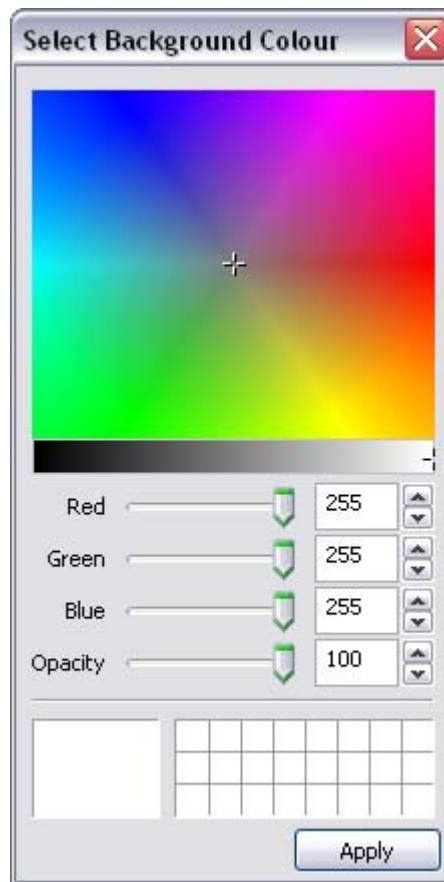 Select Background Colour
Red 255
Green 255
Blue 255
Opacity 100
Apply